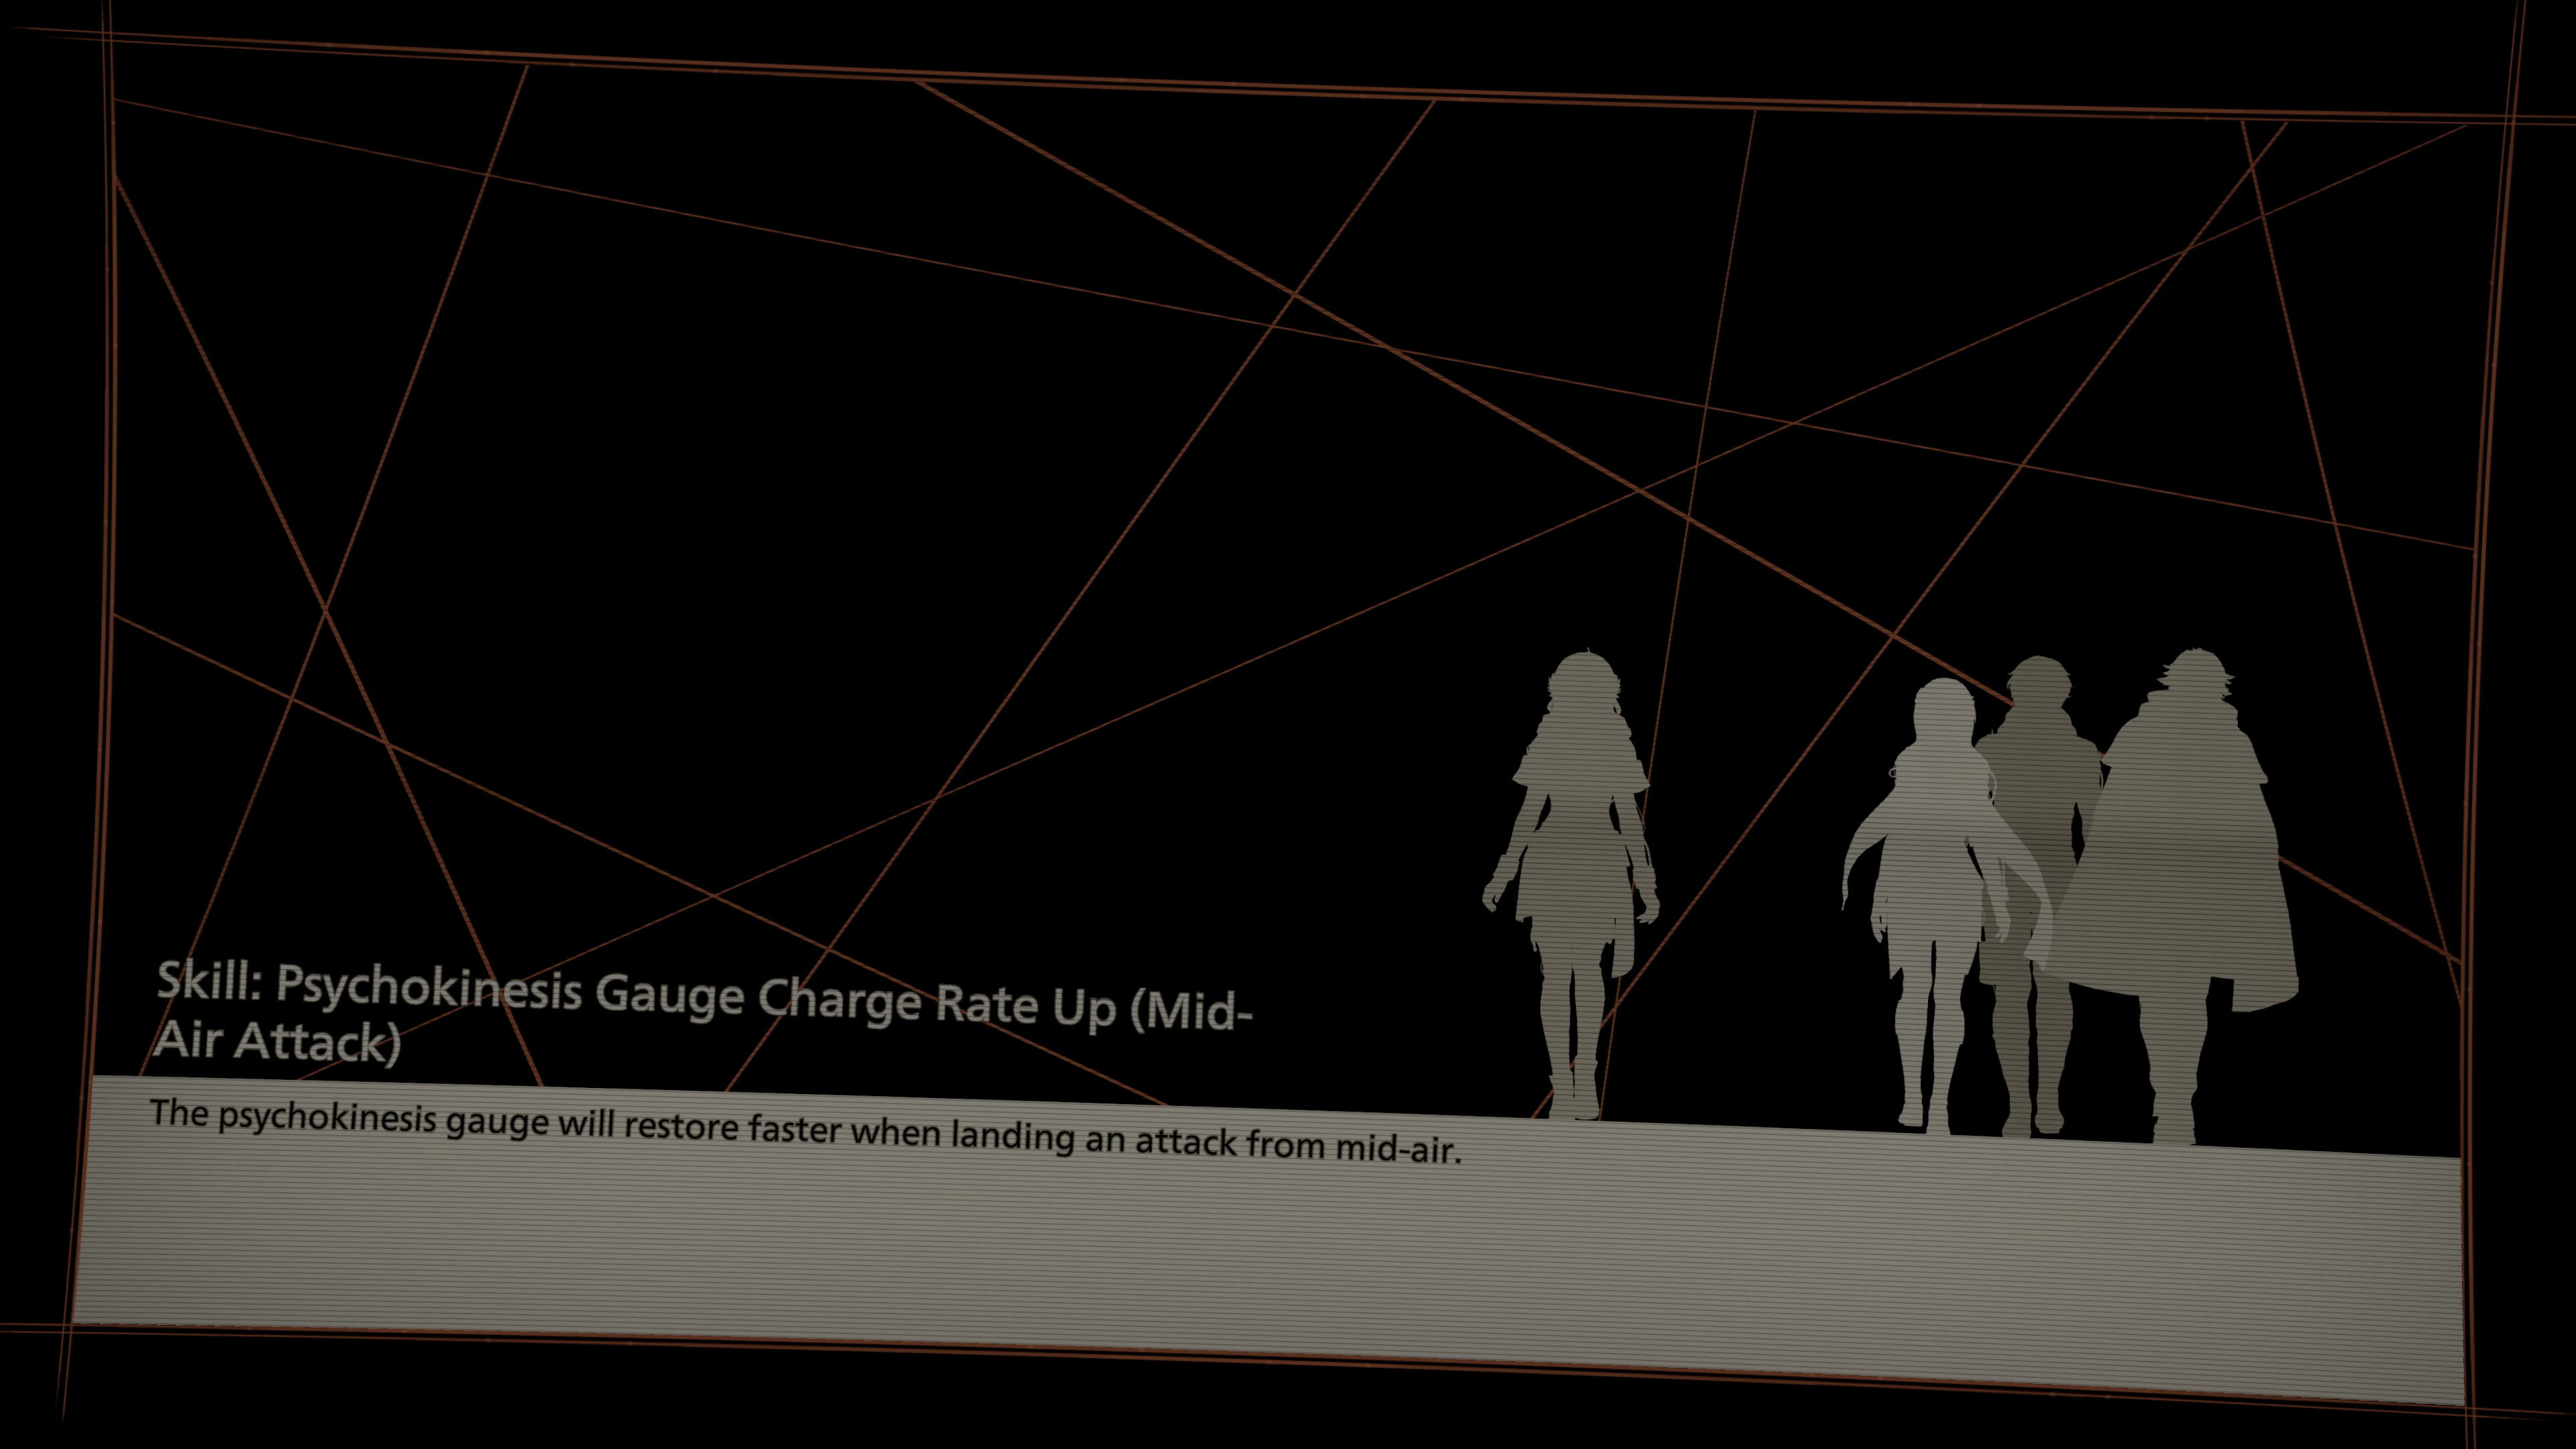 Skill: Psychokinesis Gauge Charge Rate Up (Mid-
Air Attack)
The psychokinesis gauge will restore faster when landing an attack from mid-air.